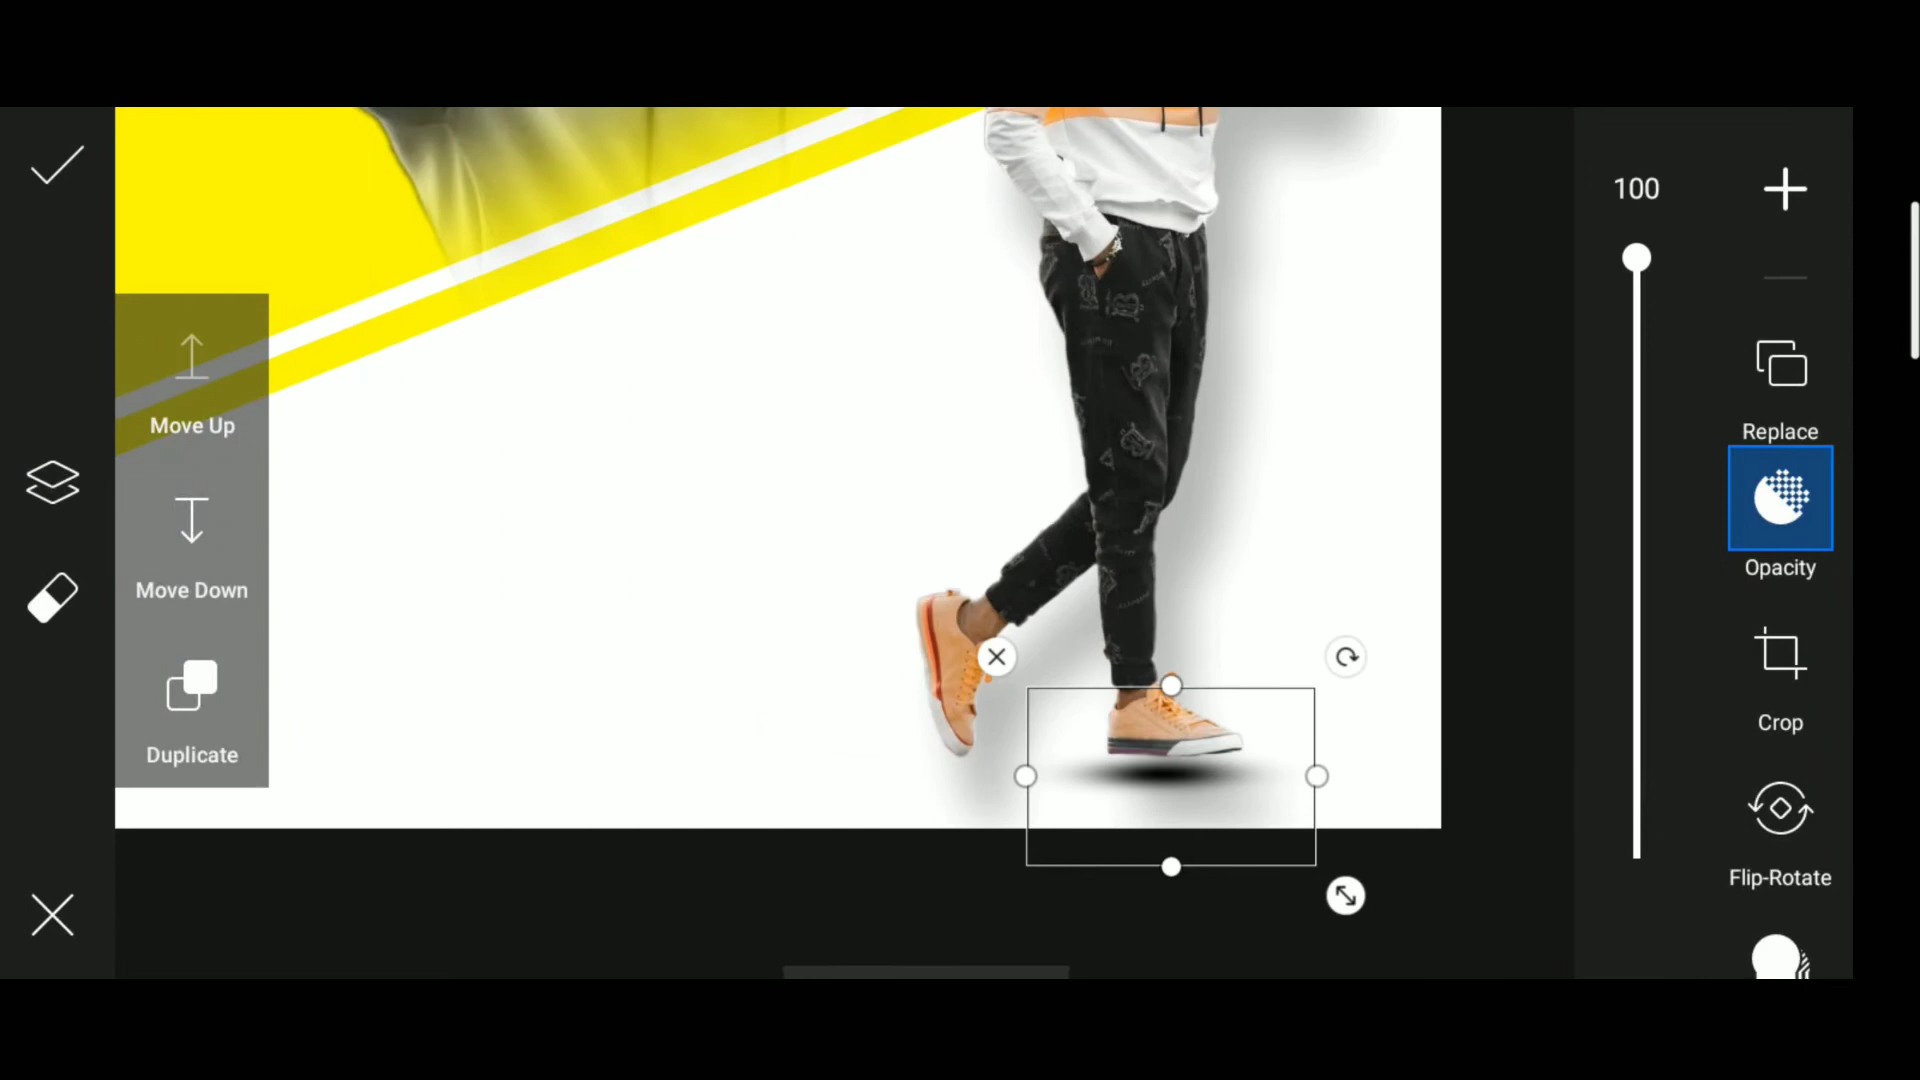 100
Move Up
Move Down
Duplicate
Replace
Opacity
Crop
Flip-Rotate